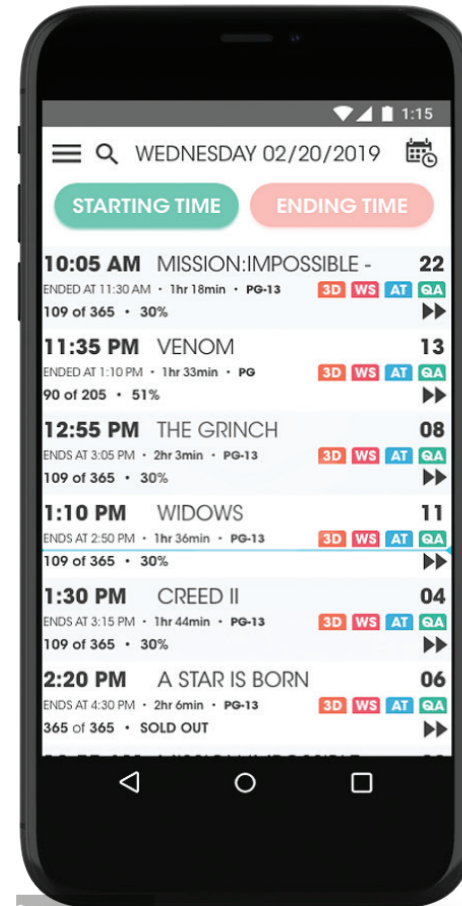 1:15
WEDNESDAY 02/20/2019
STARTING TIME ENDING TIME
10:05 AM MISSION:IMPOSSIBLE - 22
ENDED AT 11:30 AM • 1hr 18min • PG-13 3D WS AT QA
109 of 365 • 30%
11:35 PM VENOM 13
ENDED AT 1:10 PM • 1hr 33min • PG 3D WS AT QA
90 of 205 • 51%
12:55 PM THE GRINCH 08
ENDS AT 3:05 PM • 2hr 3min • PG-13 3D WS AT QA
109 of 365 • 30%
1:10 PM WIDOWS 11
ENDS AT 2:50 PM • 1hr 36min • PG-13 3D WS AT QA
109 of 365 • 30%
1:30 PM CREED II 04
ENDS AT 3:15 PM • 1hr 44min • PG-13 3D WS AT QA
109 of 365 • 30%
2:20 PM A STAR IS BORN 06
ENDS AT 4:30 PM • 2hr 6min • PG-13 3D WS AT QA
365 of 365 • SOLD OUT